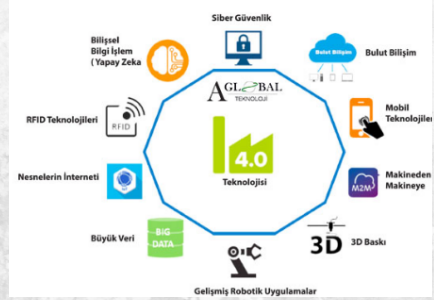 Siber Güvenlik
Bilişsel
Bilgi İşlem
(Yapay Zeka
Bulut Bilişim
Bulut Bilişim
AGLOBAL
TEKNOLOJİ
RFID Teknolojileri
RFID
Mobil
Teknolojiler
4.0
Teknolojisi
Nesnelerin İnterneti
M2M
Makineden
Makineye
Büyük Veri
BIG
DATA
3D
3D Baskı
Gelişmiş Robotik Uygulamalar